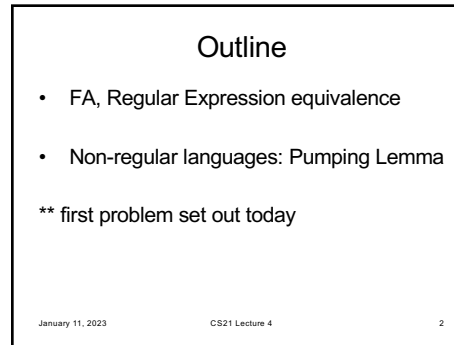 Outline
• FA, Regular Expression equivalence
• Non-regular languages: Pumping Lemma
** first problem set out today
January 11, 2023 CS21 Lecture 4 2